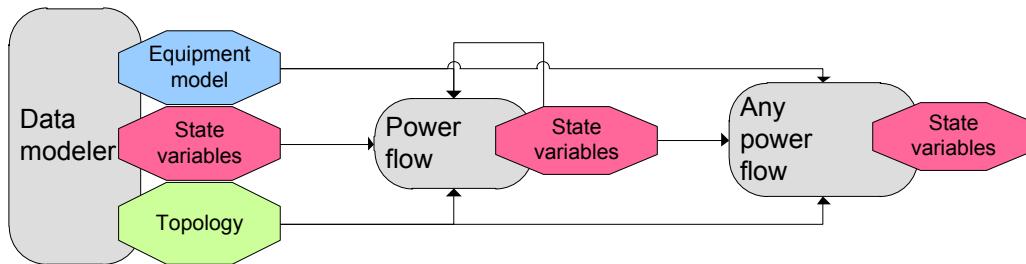 Data
modeler
Equipment
model
State
variables
Topology
Power
flow
State
variables
Any
power
flow
State
variables